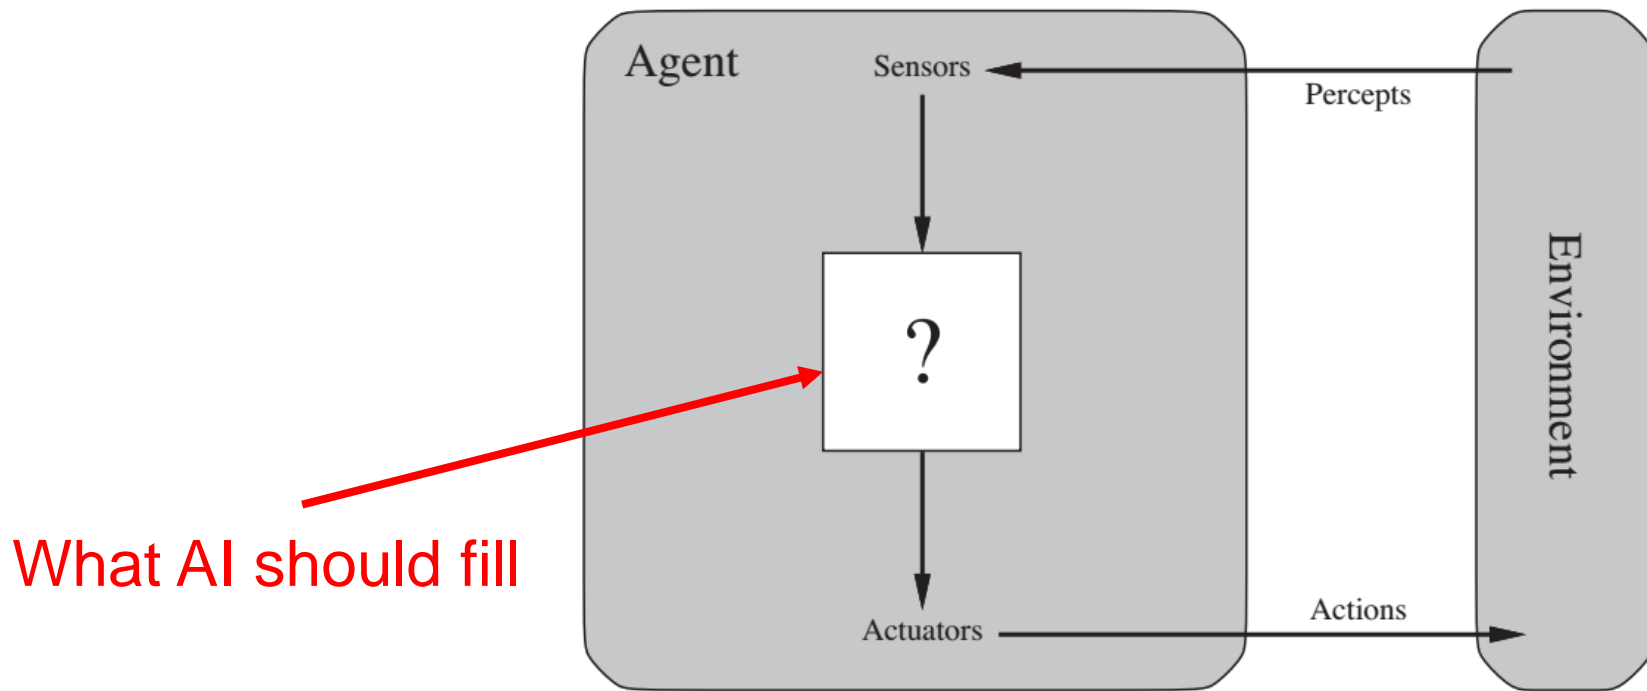 Agent
Sensors
Percepts
?
Environment
What AI should fill
Actuators
Actions